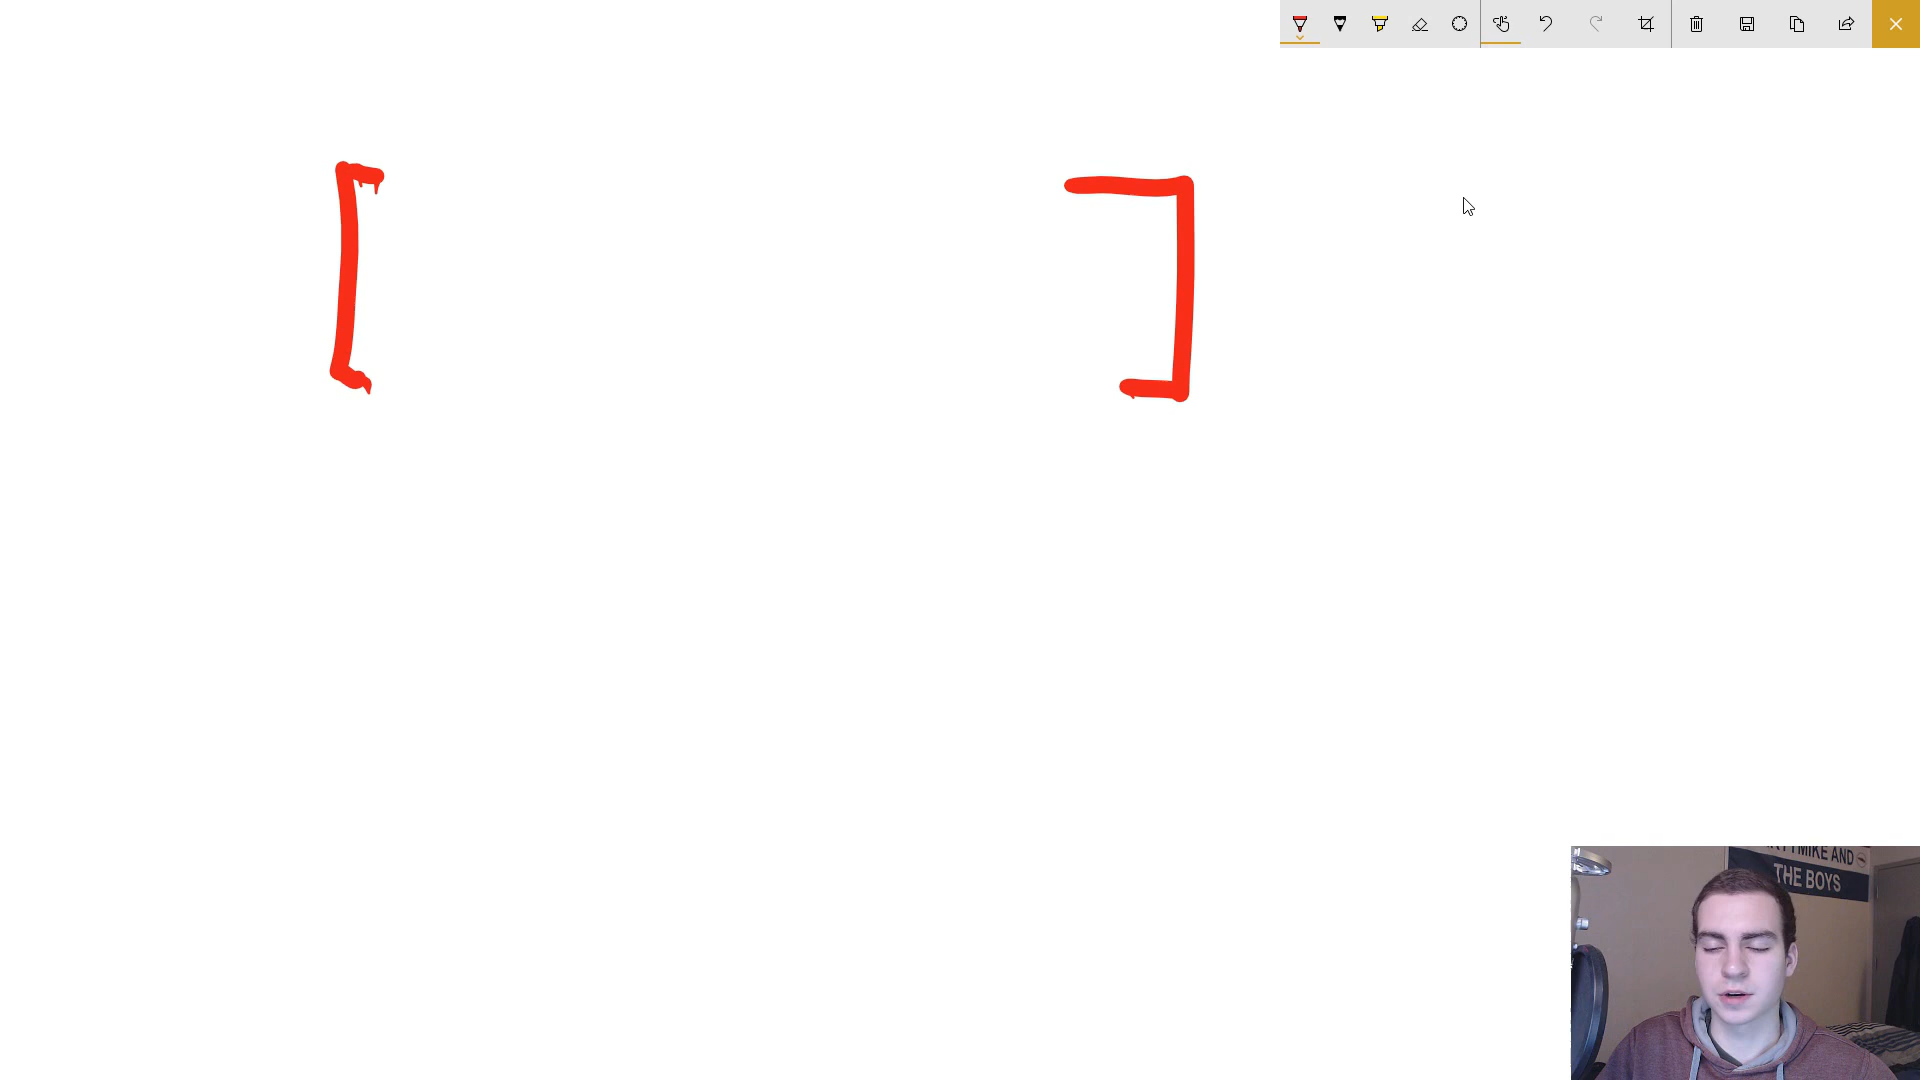 [ ]
MIKE AND
THE BOYS